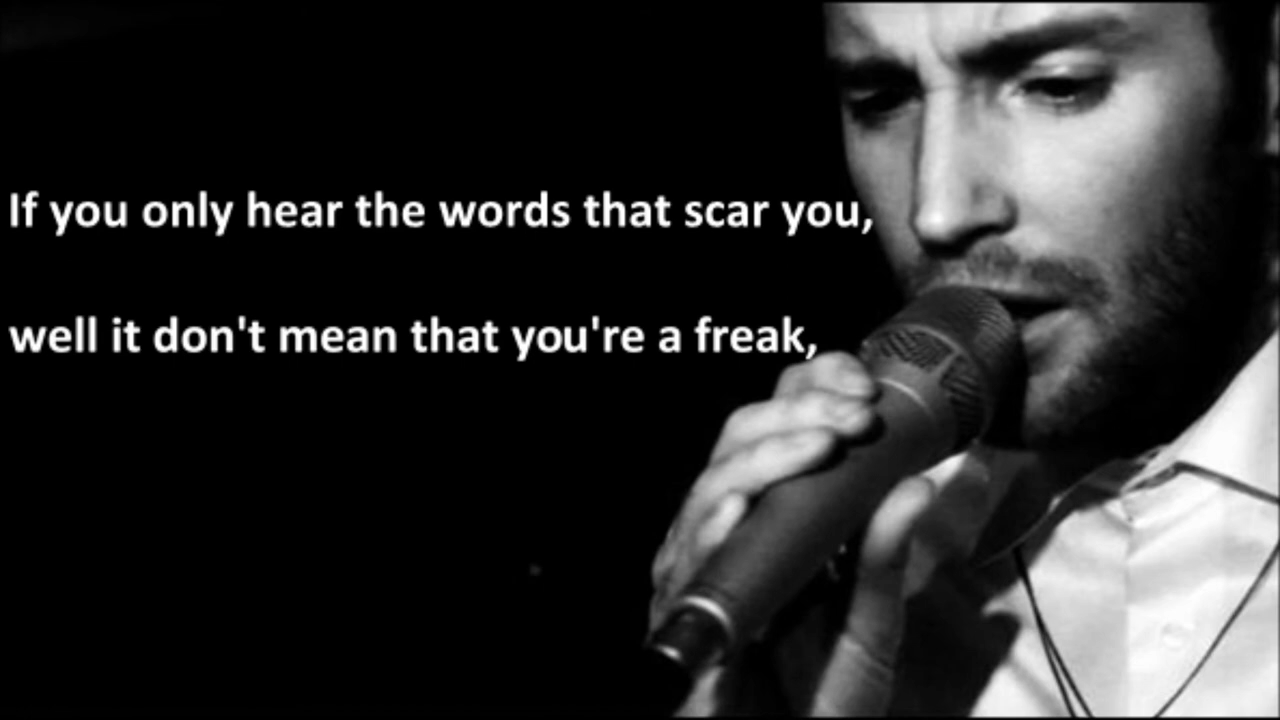 If you only hear the words that scar you,
well it don't mean that you're a freak,